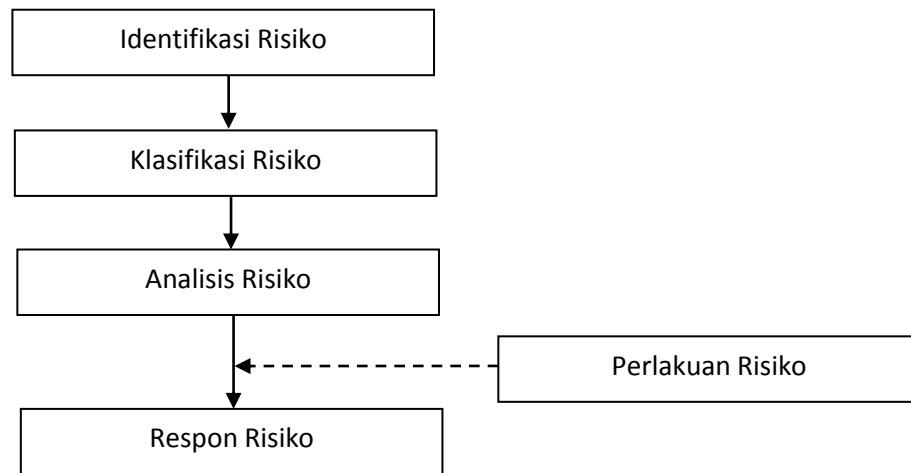 Identifikasi Risiko
Klasifikasi Risiko
Analisis Risiko
Perlakuan Risiko
Respon Risiko